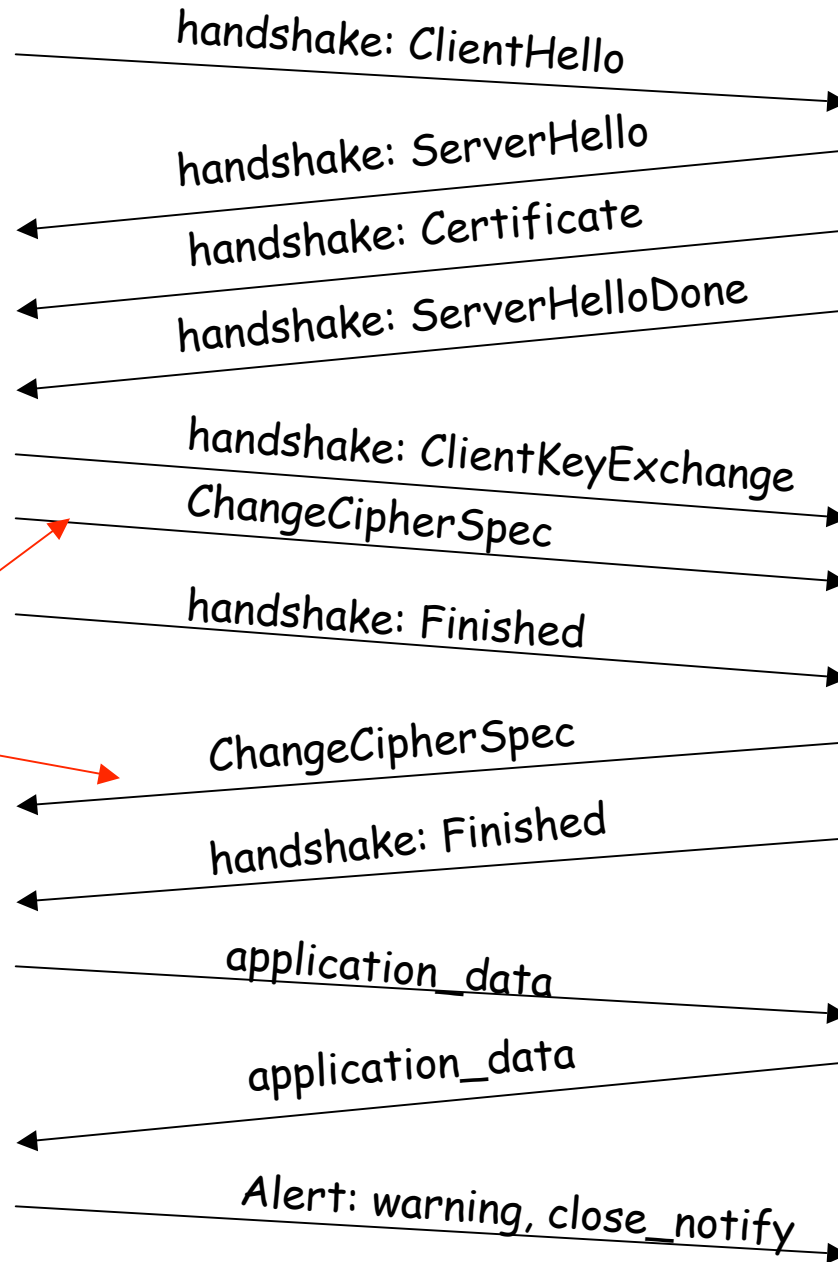 handshake: ClientHello
handshake: ServerHello
handshake: Certificate
handshake: ServerHelloDone
handshake: ClientKeyExchange
ChangeCipherSpec
handshake: Finished
ChangeCipherSpec
handshake: Finished
application_data
application_data
Alert: warning, close_notify